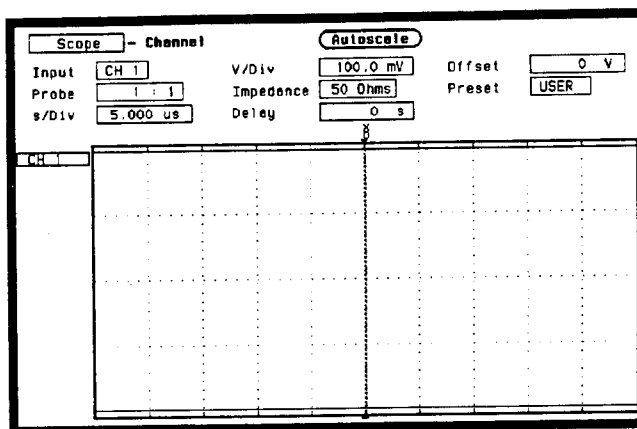 Scope - Channel Autoscale
Input CH 1 V/Div 100.0 mV Offset 0 V
Probe 1 : 1 Impedance 50 Ohms Preset USER
s/Div 5.000 us Delay 0 s
CH 1